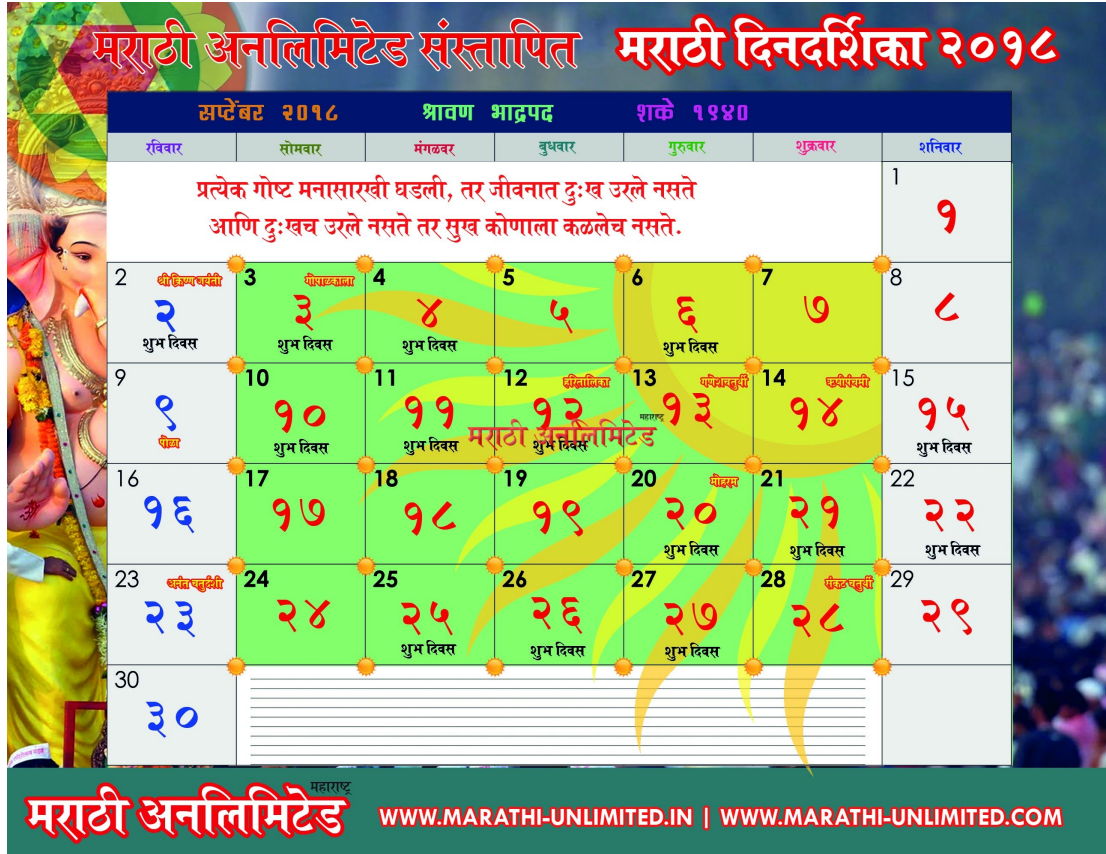 मराठी अनलिमिटेड संस्तापित मराठी दिनदर्शिका २०१८
सप्टेंबर २०१८ श्रावण भाद्रपद शके १९४०
रविवार सोमवार मंगळवर बुधवार गुरुवार शुक्रवार शनिवार
प्रत्येक गोष्ट मनासारखी घडली, तर जीवनात दुःख उरले नसते
आणि दुःखच उरले नसते तर सुख कोणाला कळलेच नसते.
1
१
2 श्री क्रिष्ण जयंती 3 गोपाळकाला 4 5 6 7 8
२ ३ ४ ५ ६ ७ ८
शुभ दिवस शुभ दिवस शुभ दिवस शुभ दिवस
9 10 11 12 हरितालिका 13 गणेशचतुर्थी 14 ऋषीपंचमी 15
९ १० ११ १२ १३ १४ १५
पोळा शुभ दिवस शुभ दिवस शुभ दिवस शुभ दिवस
महाराष्ट्र
मराठी अनलिमिटेड
16 17 18 19 20 मोहरम 21 22
१६ १७ १८ १९ २० २१ २२
शुभ दिवस शुभ दिवस शुभ दिवस
23 अनंत चतुर्दशी 24 25 26 27 28 संकट चतुर्थी 29
२३ २४ २५ २६ २७ २८ २९
शुभ दिवस शुभ दिवस शुभ दिवस
30
३०
महाराष्ट्र
मराठी अनलिमिटेड WWW.MARATHI-UNLIMITED.IN | WWW.MARATHI-UNLIMITED.COM